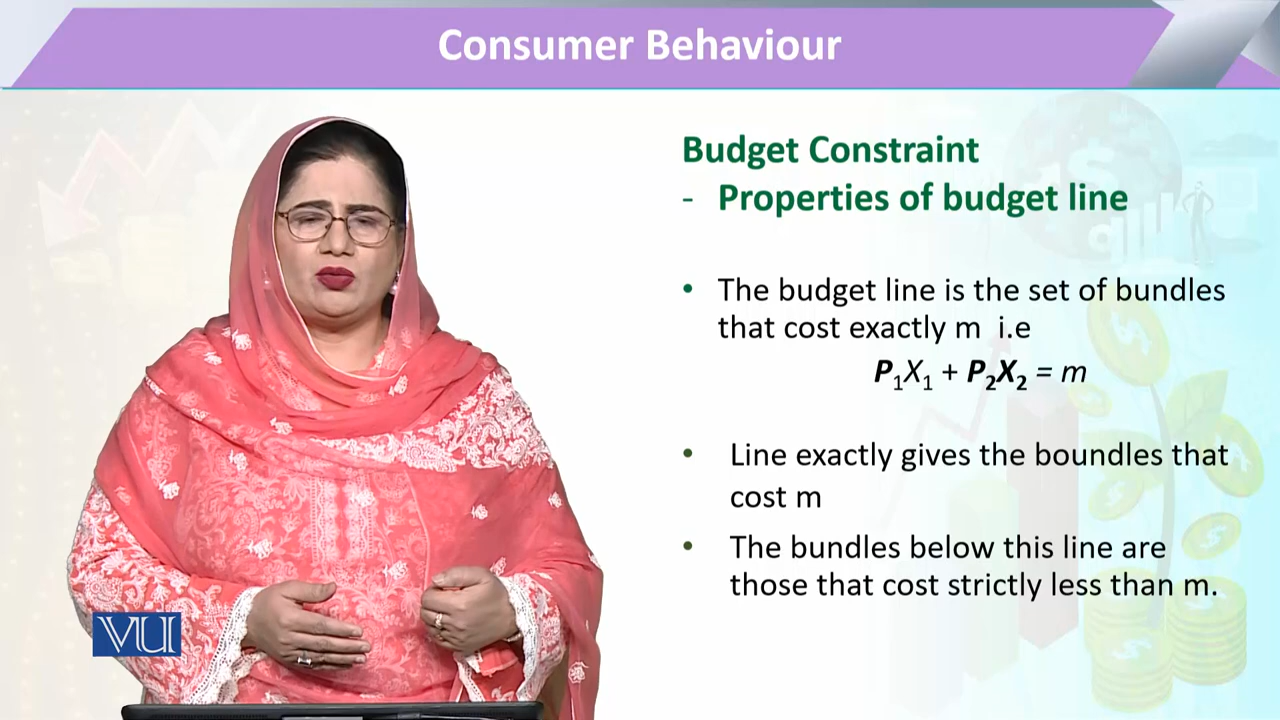 Consumer Behaviour
Budget Constraint
- Properties of budget line
• The budget line is the set of bundles
that cost exactly m i.e
P₁X₁ + P₂X₂ = m
• Line exactly gives the boundles that
cost m
• The bundles below this line are
those that cost strictly less than m.
VU